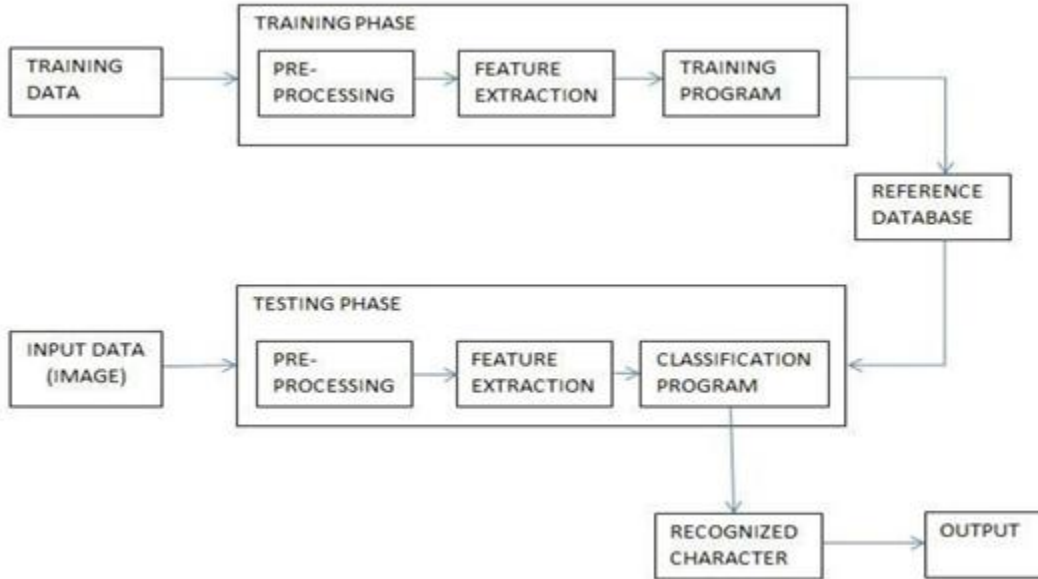 TRAINING PHASE
TRAINING
DATA
PRE-
PROCESSING
FEATURE
EXTRACTION
TRAINING
PROGRAM
REFERENCE
DATABASE
TESTING PHASE
INPUT DATA
(IMAGE)
PRE-
PROCESSING
FEATURE
EXTRACTION
CLASSIFICATION
PROGRAM
RECOGNIZED
CHARACTER
OUTPUT